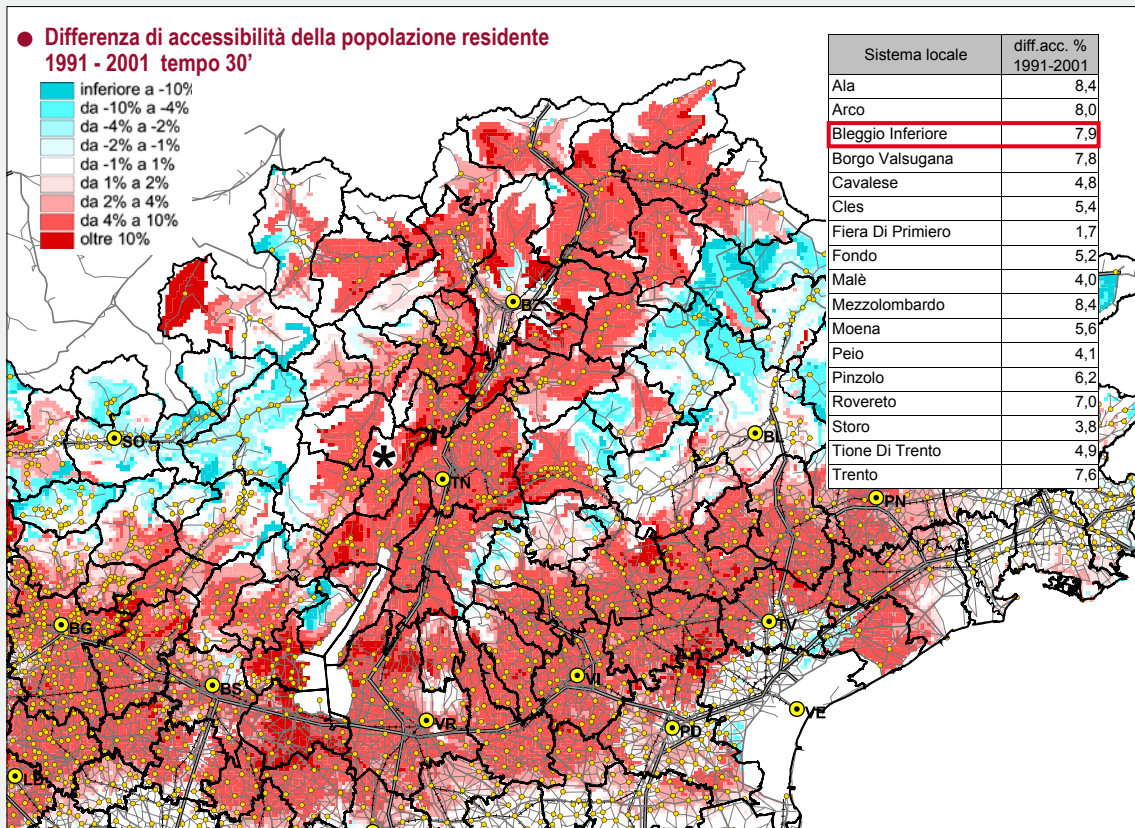 ● Differenza di accessibilità della popolazione residente
1991 - 2001 tempo 30’
inferiore a -10%
da -10% a -4%
da -4% a -2%
da -2% a -1%
da -1% a 1%
da 1% a 2%
da 2% a 4%
da 4% a 10%
oltre 10%
Sistema locale diff.acc. % 1991-2001
Ala 8,4
Arco 8,0
Bleggio Inferiore 7,9
Borgo Valsugana 7,8
Cavalese 4,8
Cles 5,4
Fiera Di Primiero 1,7
Fondo 5,2
Malè 4,0
Mezzolombardo 8,4
Moena 5,6
Peio 4,1
Pinzolo 6,2
Rovereto 7,0
Storo 3,8
Tione Di Trento 4,9
Trento 7,6
BZ
SO
BL
*
TN
PN
BG
TV
BS
VI
VR
PD
VE